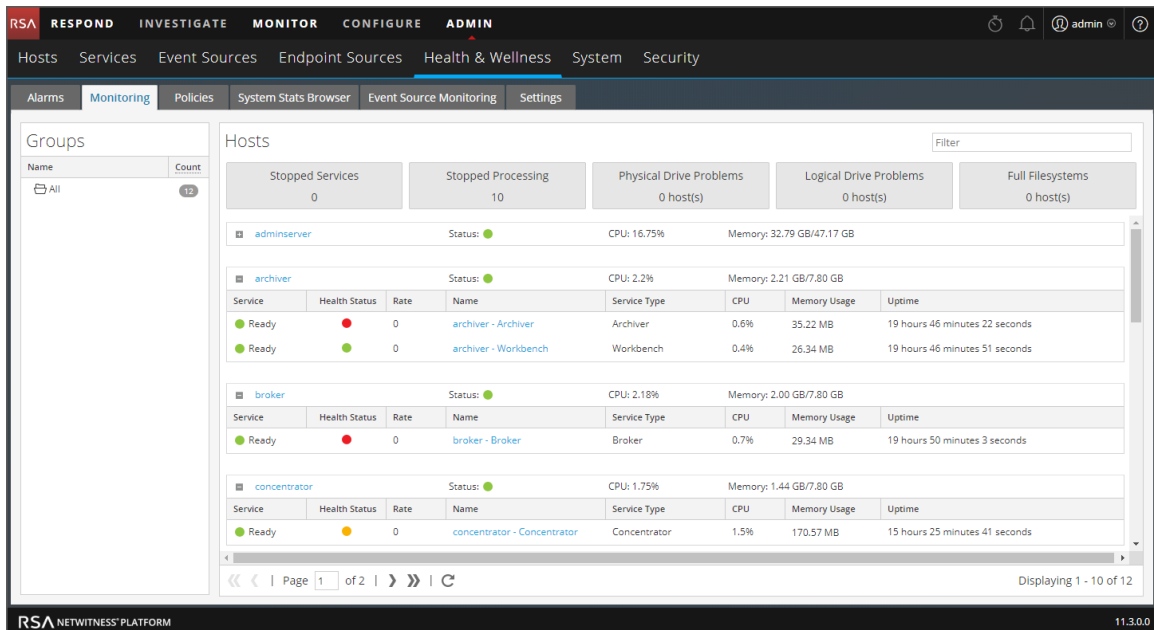 RSA RESPOND INVESTIGATE MONITOR CONFIGURE ADMIN admin ?
Hosts Services Event Sources Endpoint Sources Health & Wellness System Security
Alarms Monitoring Policies System Stats Browser Event Source Monitoring Settings
Groups
Name Count
All 12
Hosts
Filter
Stopped Services Stopped Processing Physical Drive Problems Logical Drive Problems Full Filesystems
0 10 0 host(s) 0 host(s) 0 host(s)
adminserver Status: CPU: 16.75% Memory: 32.79 GB/47.17 GB
archiver Status: CPU: 2.2% Memory: 2.21 GB/7.80 GB
Service Health Status Rate Name Service Type CPU Memory Usage Uptime
Ready 0 archiver - Archiver Archiver 0.6% 35.22 MB 19 hours 46 minutes 22 seconds
Ready 0 archiver - Workbench Workbench 0.4% 26.34 MB 19 hours 46 minutes 51 seconds
broker Status: CPU: 2.18% Memory: 2.00 GB/7.80 GB
Service Health Status Rate Name Service Type CPU Memory Usage Uptime
Ready 0 broker - Broker Broker 0.7% 29.34 MB 19 hours 50 minutes 3 seconds
concentrator Status: CPU: 1.75% Memory: 1.44 GB/7.80 GB
Service Health Status Rate Name Service Type CPU Memory Usage Uptime
Ready 0 concentrator - Concentrator Concentrator 1.5% 170.57 MB 15 hours 25 minutes 41 seconds
Page 1 of 2 Displaying 1 - 10 of 12
RSA NETWITNESS® PLATFORM 11.3.0.0